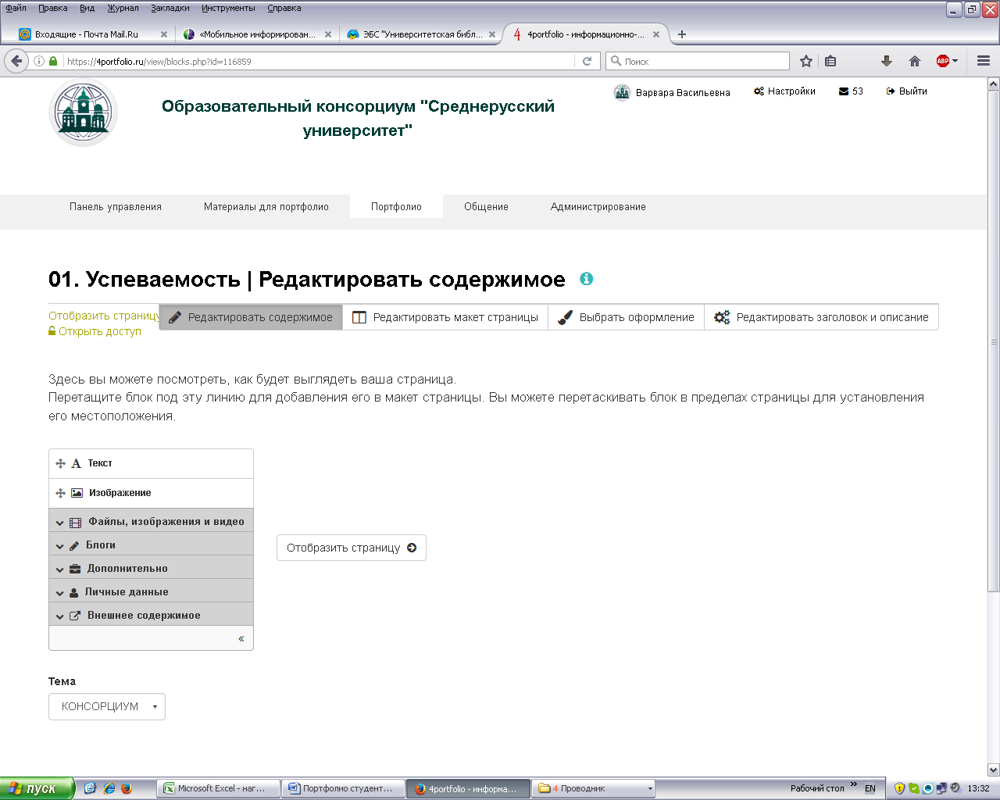 Файл Правка Вид Журнал Закладки Инструменты Справка
Входящие - Почта Mail.Ru
«Мобильное информирован...
ЭБС "Университетская библ...
4portfolio - информационно-...
https://4portfolio.ru/view/blocks.php?id=116859
Поиск
ABP
Образовательный консорциум "Среднерусский
университет"
Варвара Васильевна
Настройки
53
Выйти
Панель управления
Материалы для портфолио
Портфолио
Общение
Администрирование
01. Успеваемость | Редактировать содержимое
Отобразить страницу
Открыть доступ
Редактировать содержимое
Редактировать макет страницы
Выбрать оформление
Редактировать заголовок и описание
Здесь вы можете посмотреть, как будет выглядеть ваша страница.
Перетащите блок под эту линию для добавления его в макет страницы. Вы можете перетаскивать блок в пределах страницы для установления
его местоположения.
Текст
Изображение
Файлы, изображения и видео
Блоги
Дополнительно
Личные данные
Внешнее содержимое
«
Отобразить страницу
Тема
КОНСОРЦИУМ
пуск
Microsoft Excel - наг...
Портфолио студент...
4portfolio - информа...
4 Проводник
Рабочий стол »
EN
13:32